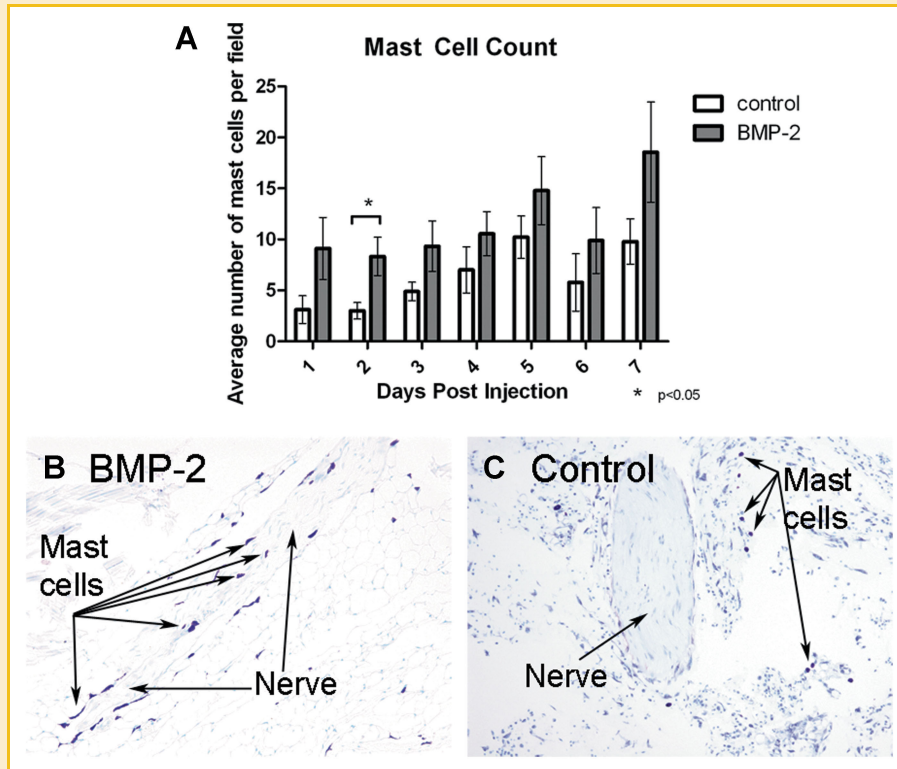 A
Mast Cell Count
Average number of mast cells per field
25
20
15
10
5
0
control
BMP-2
*
1 2 3 4 5 6 7
Days Post Injection
* p<0.05
B BMP-2
Mast
cells
Nerve
C Control
Mast
cells
Nerve